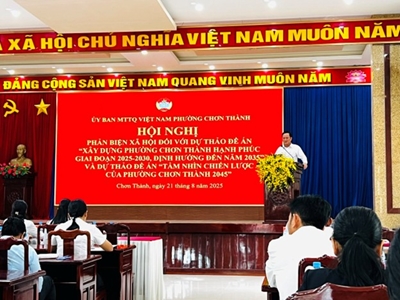 A XÃ HỘI CHỦ NGHĨA VIỆT NAM MUÔN NĂM
ĐẢNG CỘNG SẢN VIỆT NAM QUANG VINH MUÔN NĂM
ỦY BAN MTTQ VIỆT NAM PHƯỜNG CHƠN THÀNH
HỘI NGHỊ
PHẢN BIỆN XÃ HỘI ĐỐI VỚI DỰ THẢO ĐỀ ÁN
“XÂY DỰNG PHƯỜNG CHƠN THÀNH HẠNH PHÚC
GIAI ĐOẠN 2025-2030, ĐỊNH HƯỚNG ĐẾN NĂM 2035”
VÀ DỰ THẢO ĐỀ ÁN “TẦM NHÌN CHIẾN LƯỢC
CỦA PHƯỜNG CHƠN THÀNH 2045”
Chơn Thành, ngày 21 tháng 8 năm 2025